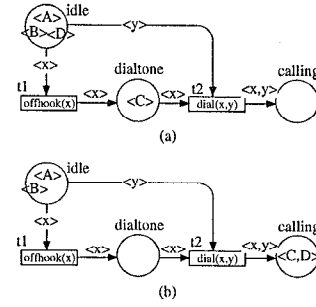 idle
<A>
<B><D>
<y>
<x>
dialtone
t1
t2
calling
offhook(x)
<x>
<C>
<x>
dial(x,y)
<x,y>
(a)
idle
<A>
<B>
<y>
<x>
dialtone
t1
t2
calling
offhook(x)
<x>
<x>
dial(x,y)
<x,y>
<C,D>
(b)